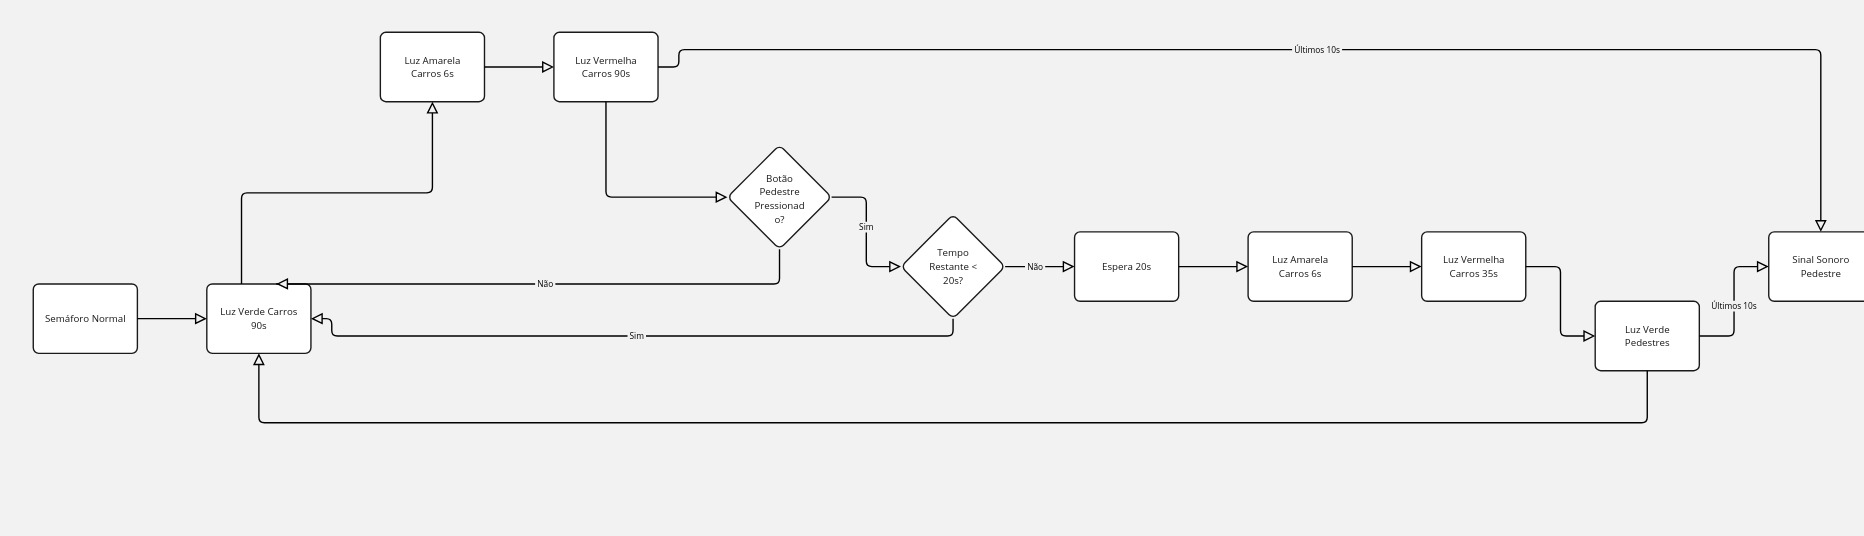 Luz Amarela
Carros 6s
Luz Vermelha
Carros 90s
Últimos 10s
Botão
Pedestre
Pressionad
o?
Sim
Tempo
Restante <
20s?
Não
Espera 20s
Luz Amarela
Carros 6s
Luz Vermelha
Carros 35s
Sinal Sonoro
Pedestre
Não
Semáforo Normal
Luz Verde Carros
90s
Sim
Últimos 10s
Luz Verde
Pedestres